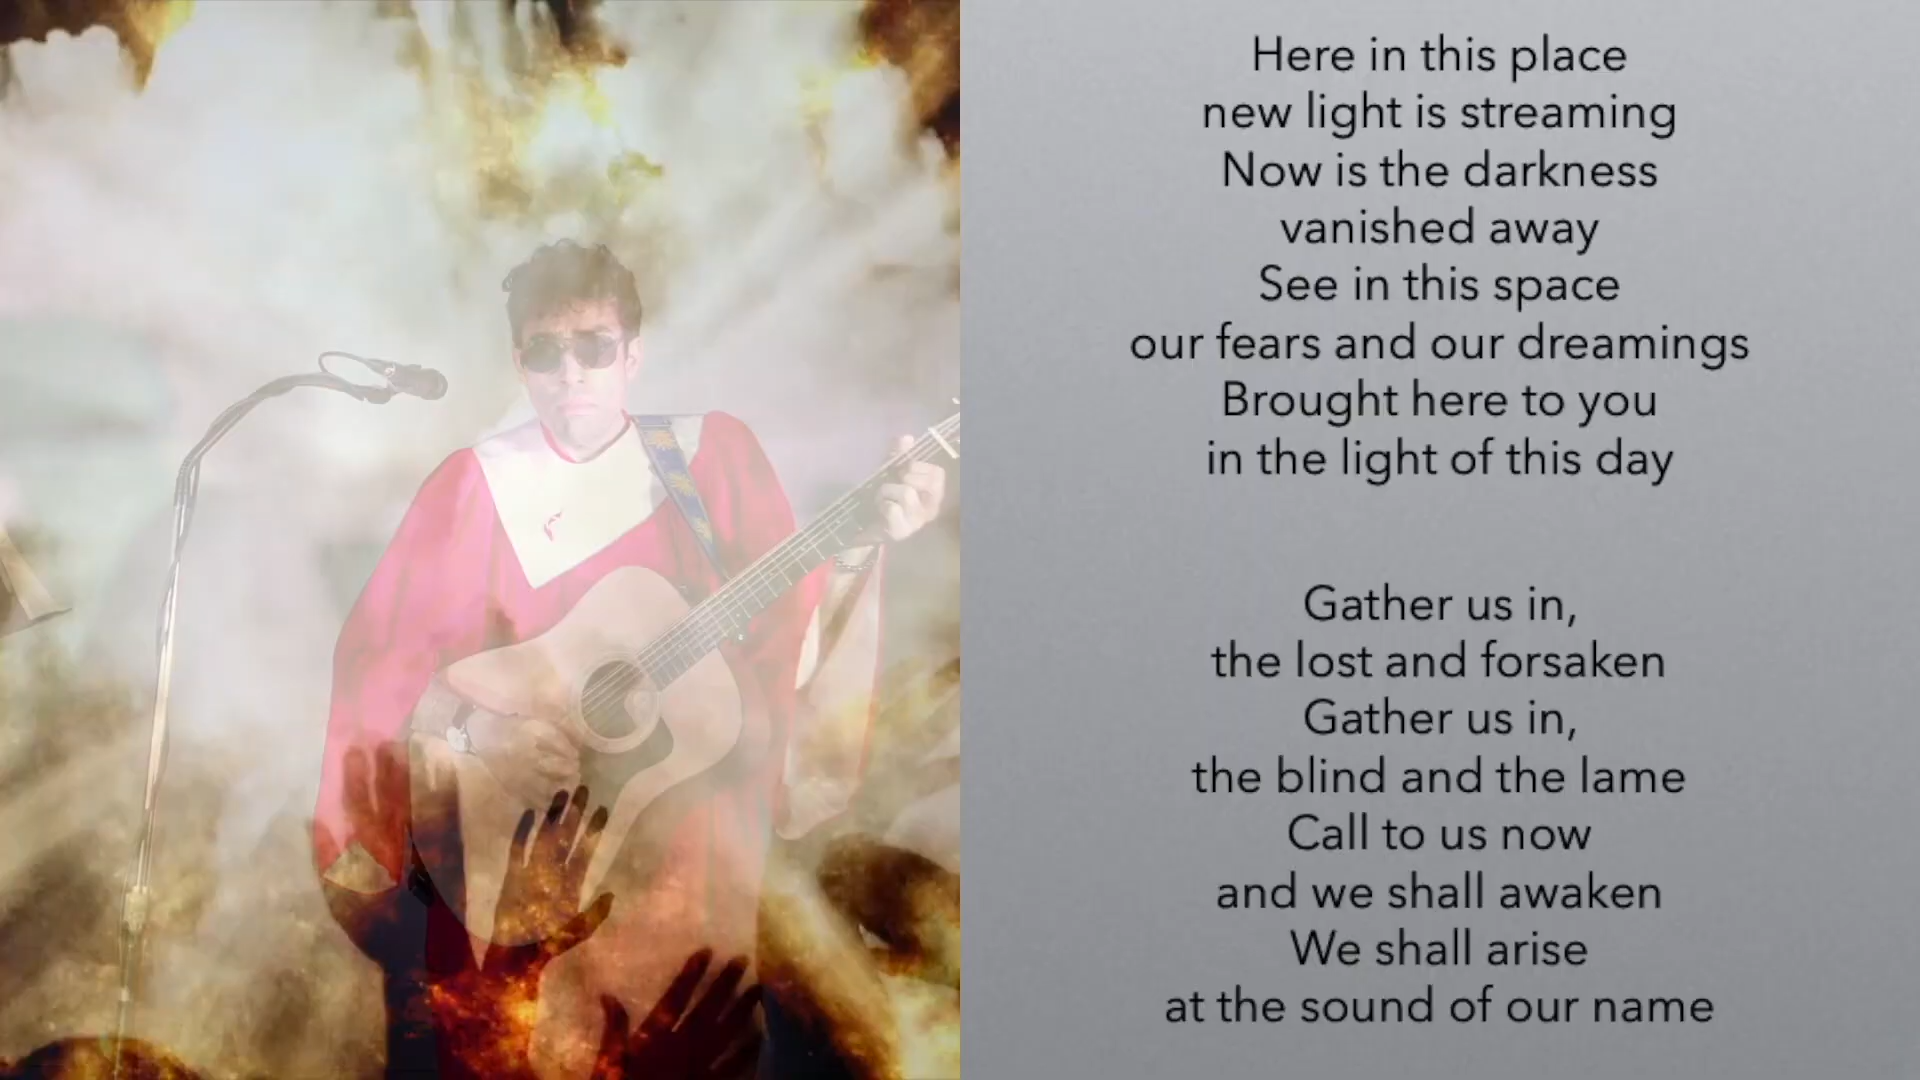 Here in this place
new light is streaming
Now is the darkness
vanished away
See in this space
our fears and our dreamings
Brought here to you
in the light of this day
Gather us in,
the lost and forsaken
Gather us in,
the blind and the lame
Call to us now
and we shall awaken
We shall arise
at the sound of our name